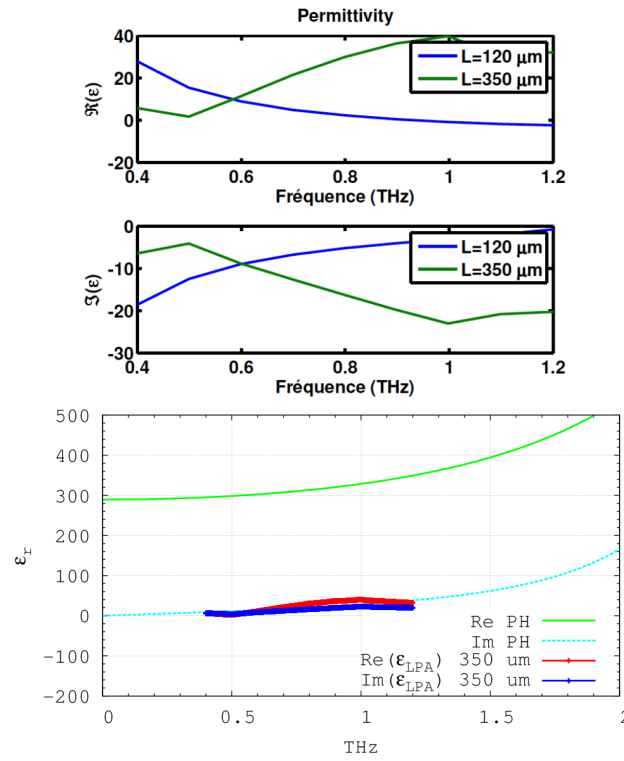 Permittivity
40
20
0
-20
ℜ(ε)
L=120 μm
L=350 μm
0.4 0.6 0.8 1 1.2
Fréquence (THz)
0
-10
-20
-30
ℑ(ε)
L=120 μm
L=350 μm
0.4 0.6 0.8 1 1.2
Fréquence (THz)
500
400
300
200
100
0
-100
-200
εr
Re PH
Im PH
Re(εLPA) 350 um
Im(εLPA) 350 um
0 0.5 1 1.5 2
THz